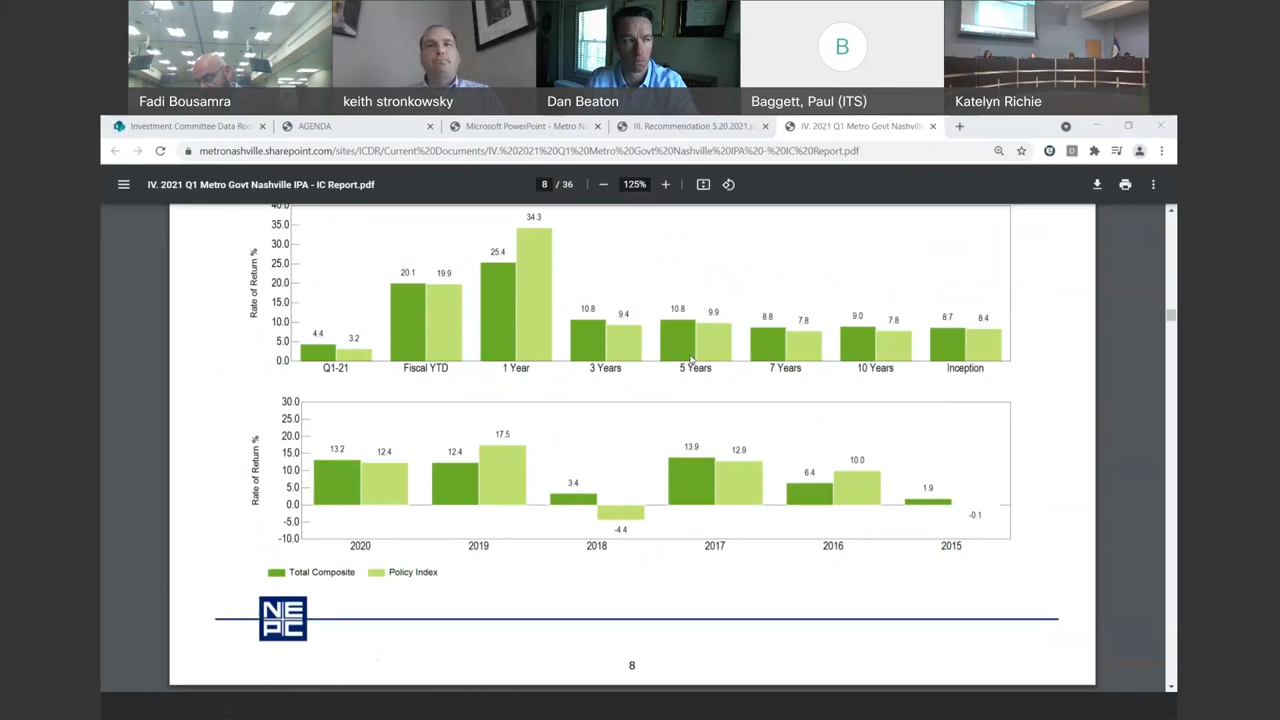 B
Fadi Bousamra
keith stronkowsky
Dan Beaton
Baggett, Paul (ITS)
Katelyn Richie
Investment Committee Data Roo
AGENDA
Microsoft PowerPoint - Metro N
III. Recommendation 5.20.2021.p
IV. 2021 Q1 Metro Govt Nashville
metronashville.sharepoint.com/sites/ICDR/Current%20Documents/IV.%202021%20Q1%20Metro%20Govt%20Nashville%20IPA%20-%20IC%20Report.pdf
IV. 2021 Q1 Metro Govt Nashville IPA - IC Report.pdf
8 / 36
125%
Rate of Return %
40.0
35.0
30.0
25.0
20.0
15.0
10.0
5.0
0.0
4.4
3.2
20.1
19.9
25.4
34.3
10.8
9.4
10.8
9.9
8.8
7.8
9.0
7.8
8.7
8.4
Q1-21
Fiscal YTD
1 Year
3 Years
5 Years
7 Years
10 Years
Inception
Rate of Return %
30.0
25.0
20.0
15.0
10.0
5.0
0.0
-5.0
-10.0
13.2
12.4
12.4
17.5
3.4
-4.4
13.9
12.9
6.4
10.0
1.9
-0.1
2020
2019
2018
2017
2016
2015
Total Composite
Policy Index
NE
PC
8